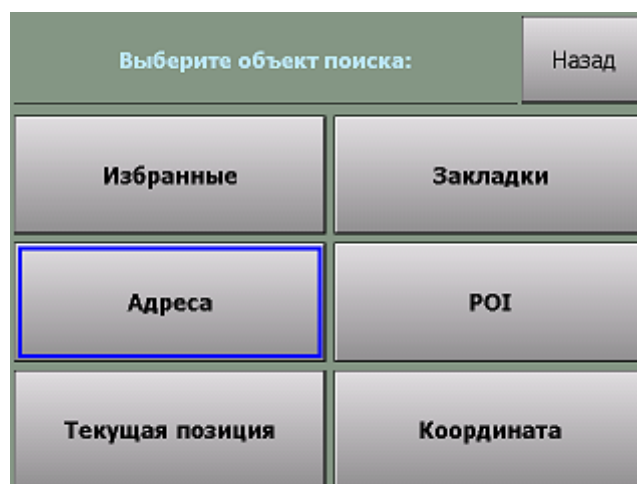 Выберите объект поиска:
Назад
Избранные
Закладки
Адреса
POI
Текущая позиция
Координата